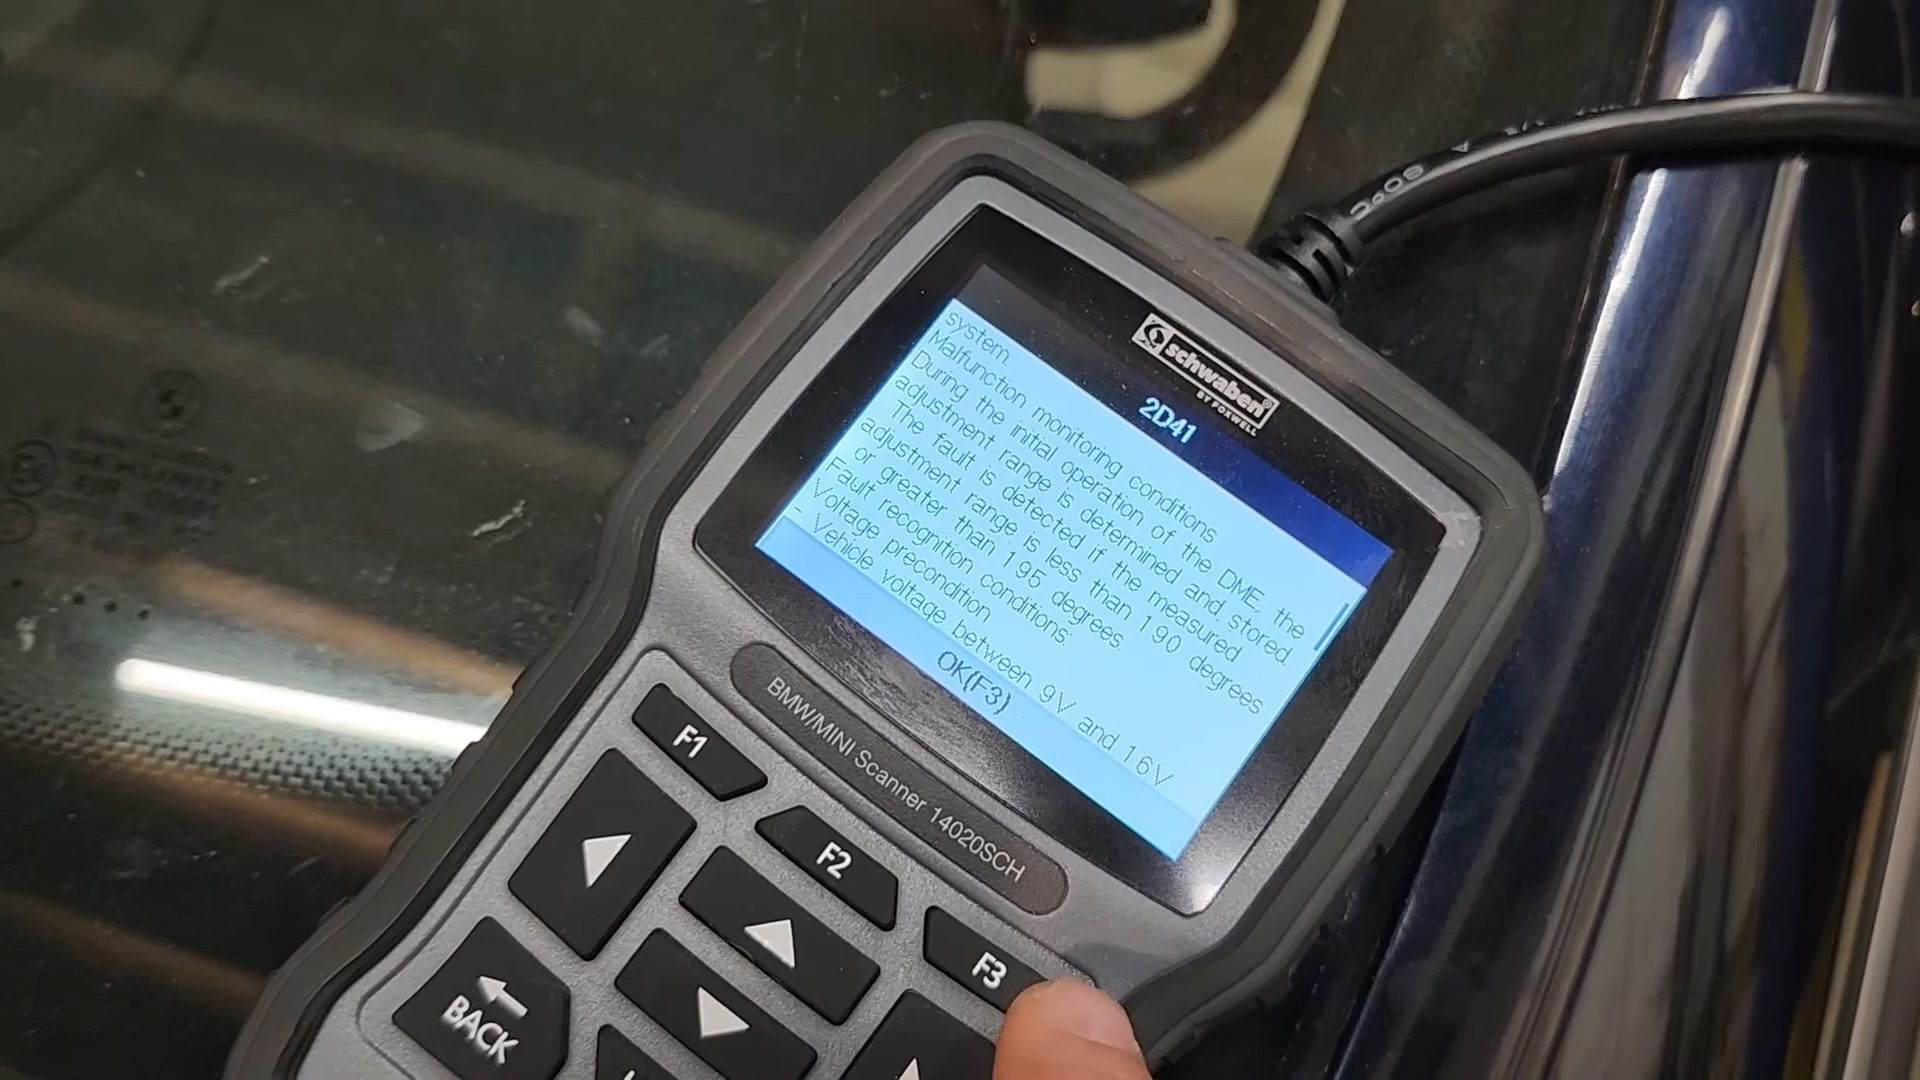 schwaben®
BY FOXWELL
2D41
system.
Malfunction monitoring conditions
During the initial operation of the DME, the
adjustment range is determined and stored.
The fault is detected if the measured
adjustment range is less than 190 degrees
or greater than 195 degrees.
Fault recognition conditions:
Voltage precondition
- Vehicle voltage between 9V and 16V
OK(F3)
BMW/MINI Scanner 14020SCH
F1
F2
F3
BACK
SEKURIT